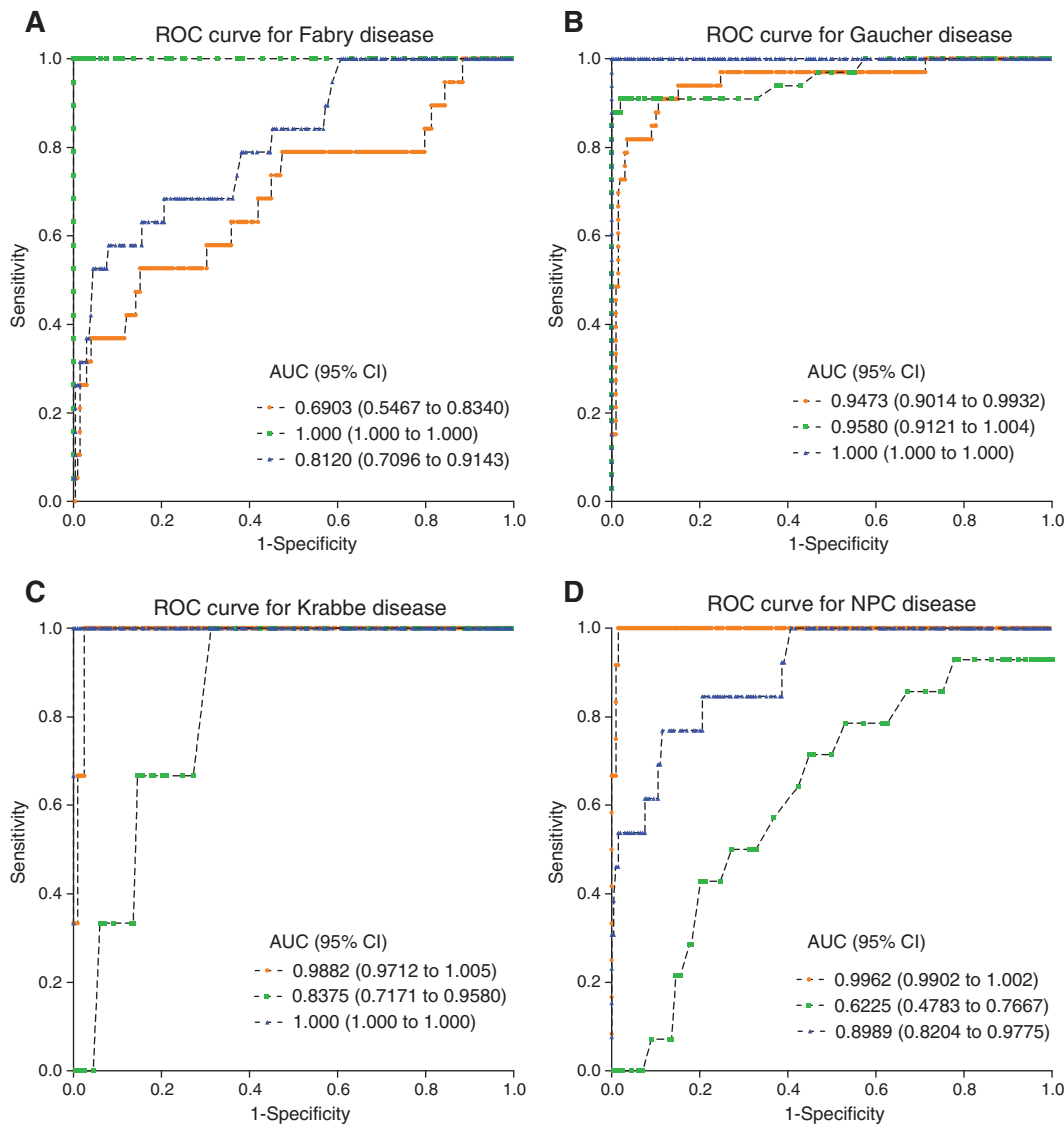 A
ROC curve for Fabry disease
1.0
0.8
0.6
0.4
0.2
0.0
Sensitivity
AUC (95% CI)
0.6903 (0.5467 to 0.8340)
1.000 (1.000 to 1.000)
0.8120 (0.7096 to 0.9143)
0.0 0.2 0.4 0.6 0.8 1.0
1-Specificity
B
ROC curve for Gaucher disease
1.0
0.8
0.6
0.4
0.2
0.0
Sensitivity
AUC (95% CI)
0.9473 (0.9014 to 0.9932)
0.9580 (0.9121 to 1.004)
1.000 (1.000 to 1.000)
0.0 0.2 0.4 0.6 0.8 1.0
1-Specificity
C
ROC curve for Krabbe disease
1.0
0.8
0.6
0.4
0.2
0.0
Sensitivity
AUC (95% CI)
0.9882 (0.9712 to 1.005)
0.8375 (0.7171 to 0.9580)
1.000 (1.000 to 1.000)
0.0 0.2 0.4 0.6 0.8 1.0
1-Specificity
D
ROC curve for NPC disease
1.0
0.8
0.6
0.4
0.2
0.0
Sensitivity
AUC (95% CI)
0.9962 (0.9902 to 1.002)
0.6225 (0.4783 to 0.7667)
0.8989 (0.8204 to 0.9775)
0.0 0.2 0.4 0.6 0.8 1.0
1-Specificity